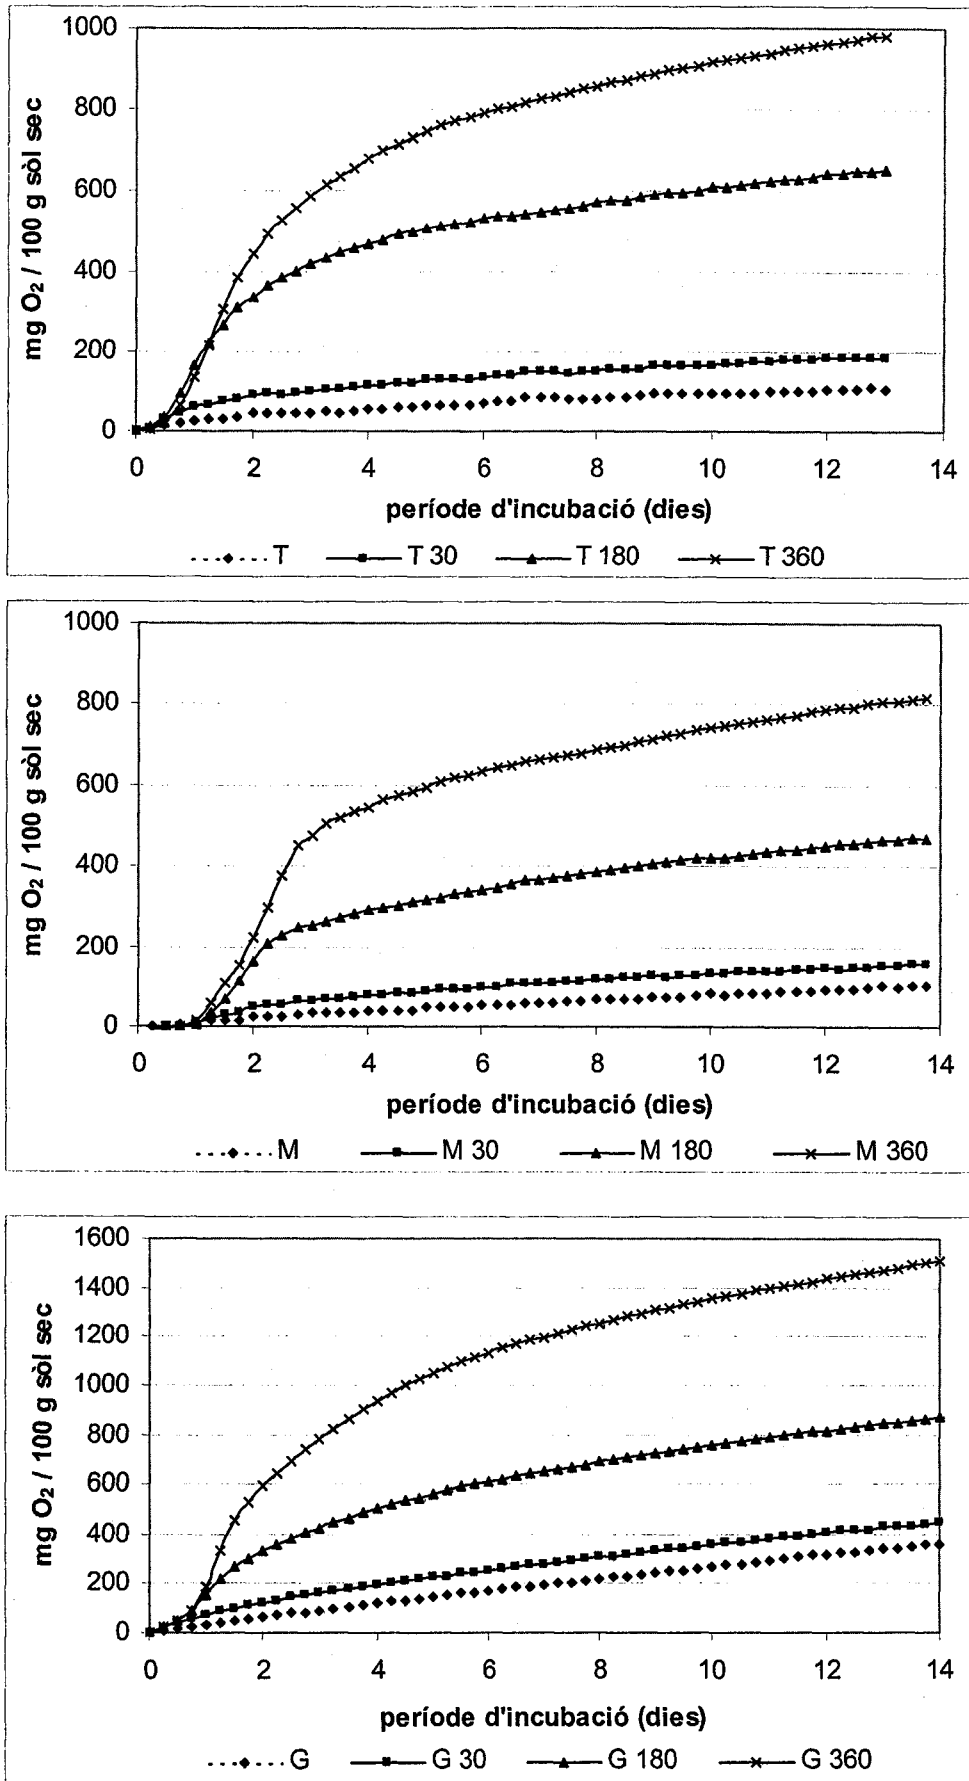 1000
800
600
400
200
0
mg O₂ / 100 g sòl sec
0 2 4 6 8 10 12 14
període d'incubació (dies)
T T 30 T 180 T 360
1000
800
600
400
200
0
mg O₂ / 100 g sòl sec
0 2 4 6 8 10 12 14
període d'incubació (dies)
M M 30 M 180 M 360
1600
1400
1200
1000
800
600
400
200
0
mg O₂ / 100 g sòl sec
0 2 4 6 8 10 12 14
període d'incubació (dies)
G G 30 G 180 G 360